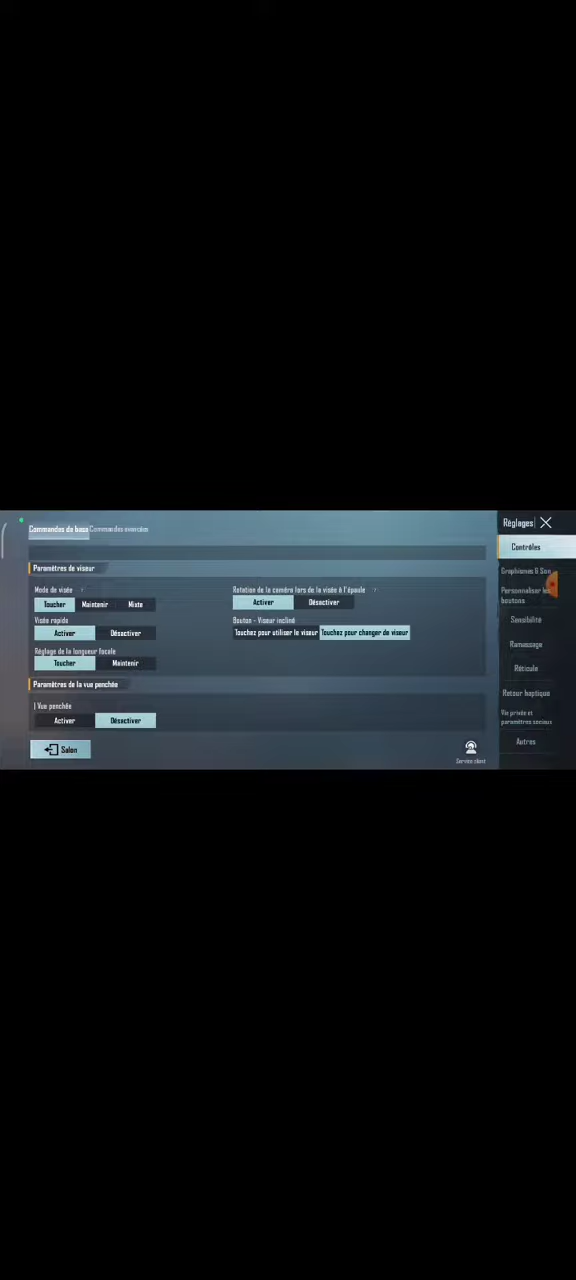 Commandes de base Commandes avancées
Réglages
Contrôles
Paramètres de viseur
Mode de visée
Toucher Maintenir Mixte
Rotation de la caméra lors de la visée à l'épaule
Activer Désactiver
Visée rapide
Activer Désactiver
Bouton - Viseur incliné
Touchez pour utiliser le viseur Touchez pour changer de viseur
Réglage de la longueur focale
Toucher Maintenir
Paramètres de la vue penchée
Vue penchée
Activer Désactiver
Salon
Service client
Graphismes & Son
Personnaliser les
boutons
Sensibilité
Ramassage
Réticule
Retour haptique
Vie privée et
paramètres sociaux
Autres